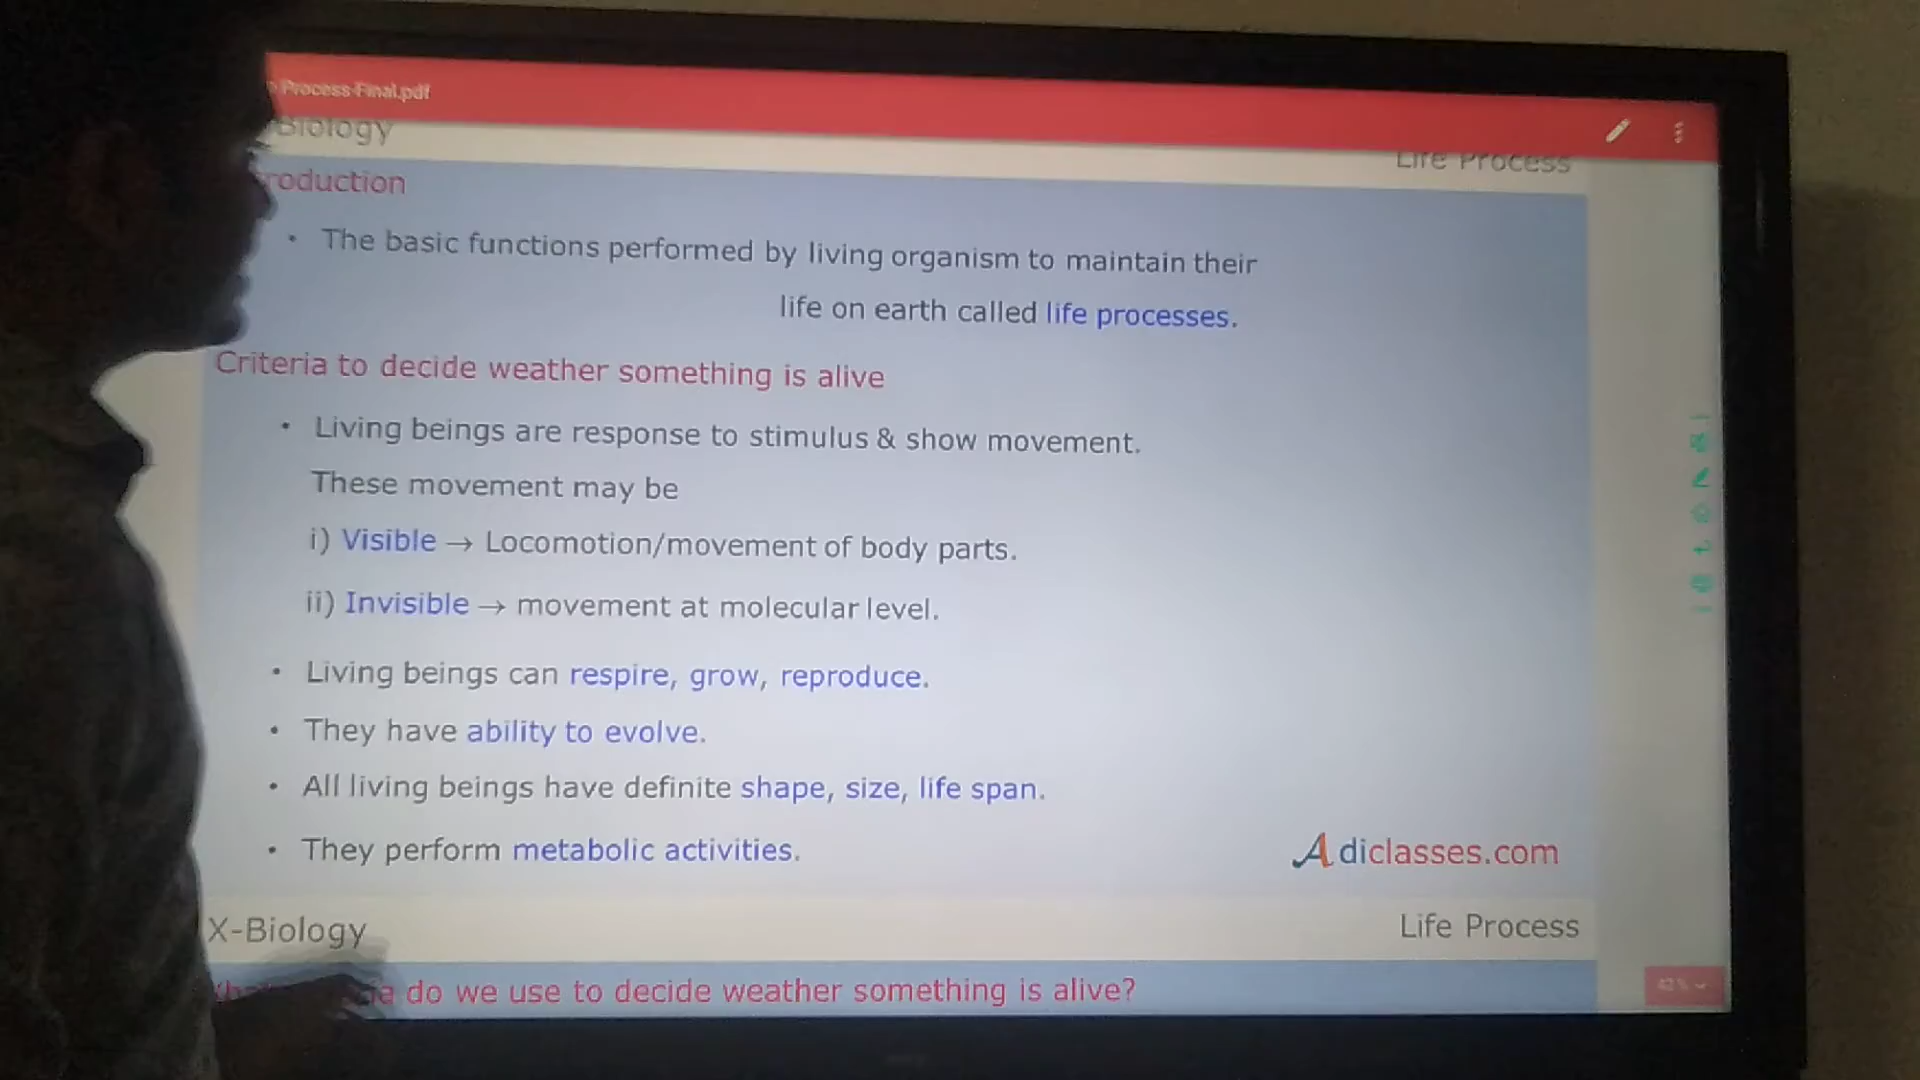 Process-Final.pdf
Biology
Life Process
roduction
• The basic functions performed by living organism to maintain their
life on earth called life processes.
Criteria to decide weather something is alive
• Living beings are response to stimulus & show movement.
These movement may be
i) Visible → Locomotion/movement of body parts.
ii) Invisible → movement at molecular level.
• Living beings can respire, grow, reproduce.
• They have ability to evolve.
• All living beings have definite shape, size, life span.
• They perform metabolic activities.
Adiclasses.com
X-Biology
Life Process
do we use to decide weather something is alive?